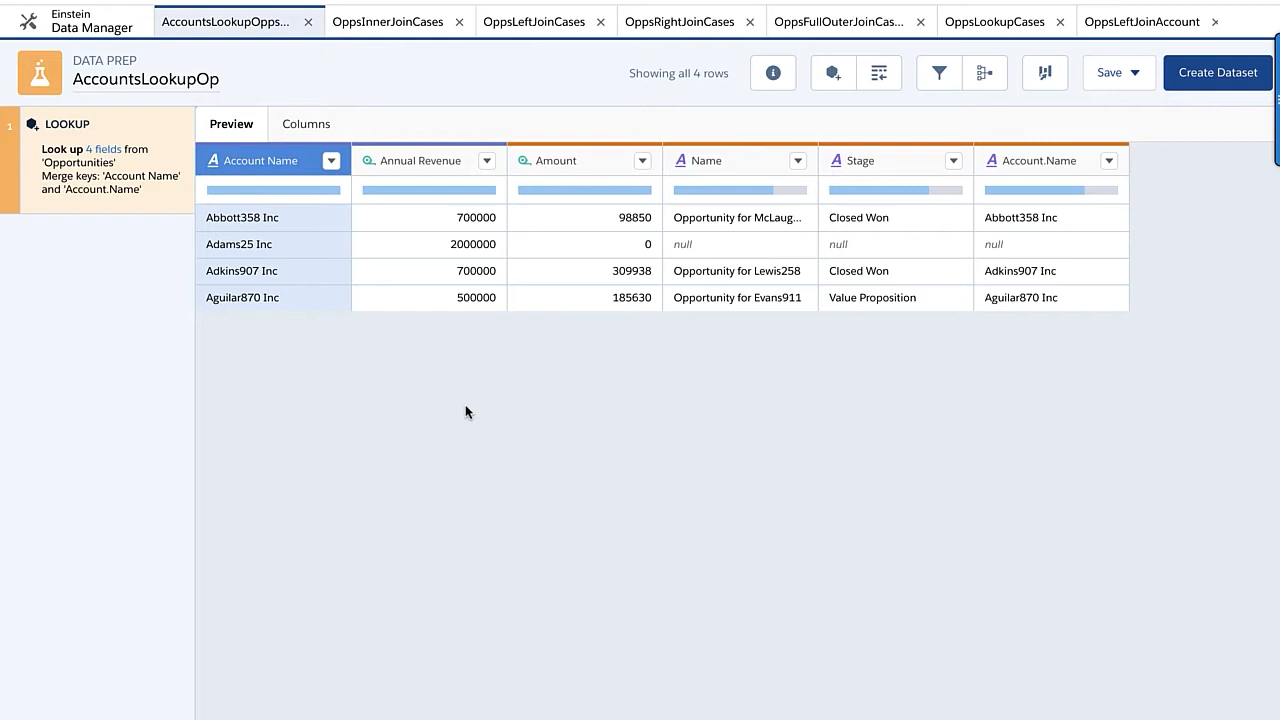 Einstein
Data Manager
AccountsLookupOpps...
OppsInnerJoinCases
OppsLeftJoinCases
OppsRightJoinCases
OppsFullOuterJoinCas...
OppsLookupCases
OppsLeftJoinAccount
DATA PREP
AccountsLookupOp
Showing all 4 rows
Save
Create Dataset
1
LOOKUP
Look up 4 fields from
'Opportunities'
Merge keys: 'Account Name'
and 'Account.Name'
Preview
Columns
Account Name
Annual Revenue
Amount
Name
Stage
Account.Name
Abbott358 Inc 700000 98850 Opportunity for McLaug... Closed Won Abbott358 Inc
Adams25 Inc 2000000 0 null null null
Adkins907 Inc 700000 309938 Opportunity for Lewis258 Closed Won Adkins907 Inc
Aguilar870 Inc 500000 185630 Opportunity for Evans911 Value Proposition Aguilar870 Inc